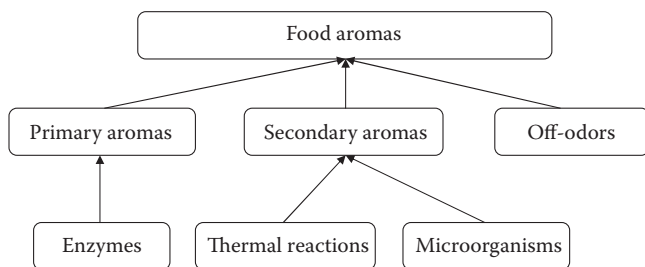 Food aromas
Primary aromas
Secondary aromas
Off-odors
Enzymes
Thermal reactions
Microorganisms